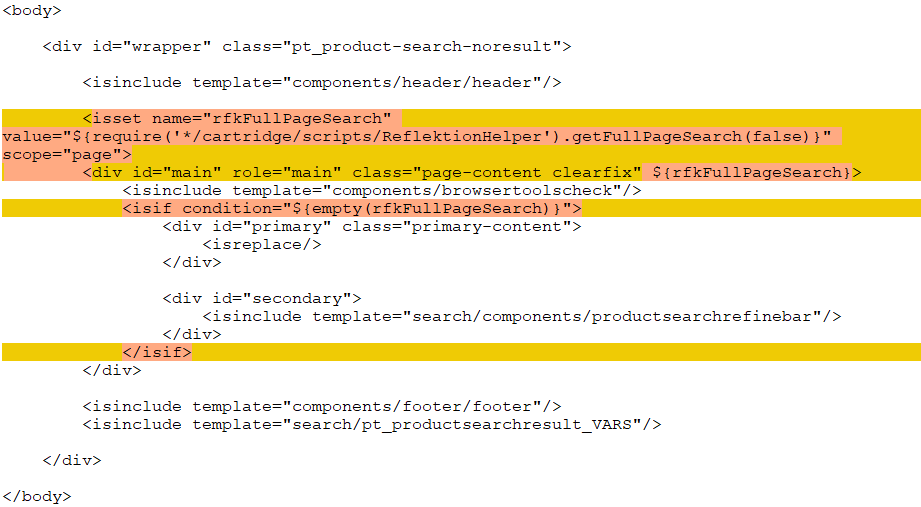 <body>
<div id="wrapper" class="pt_product-search-noresult">
<isinclude template="components/header/header"/>
<isset name="rfkFullPageSearch"
value="${require('*/cartridge/scripts/ReflektionHelper').getFullPageSearch(false)}"
scope="page">
<div id="main" role="main" class="page-content clearfix" ${rfkFullPageSearch}>
<isinclude template="components/browsertoolscheck"/>
<isif condition="${empty(rfkFullPageSearch)}">
<div id="primary" class="primary-content">
<isreplace/>
</div>
<div id="secondary">
<isinclude template="search/components/productsearchrefinebar"/>
</div>
</isif>
</div>
<isinclude template="components/footer/footer"/>
<isinclude template="search/pt_productsearchresult_VARS"/>
</div>
</body>